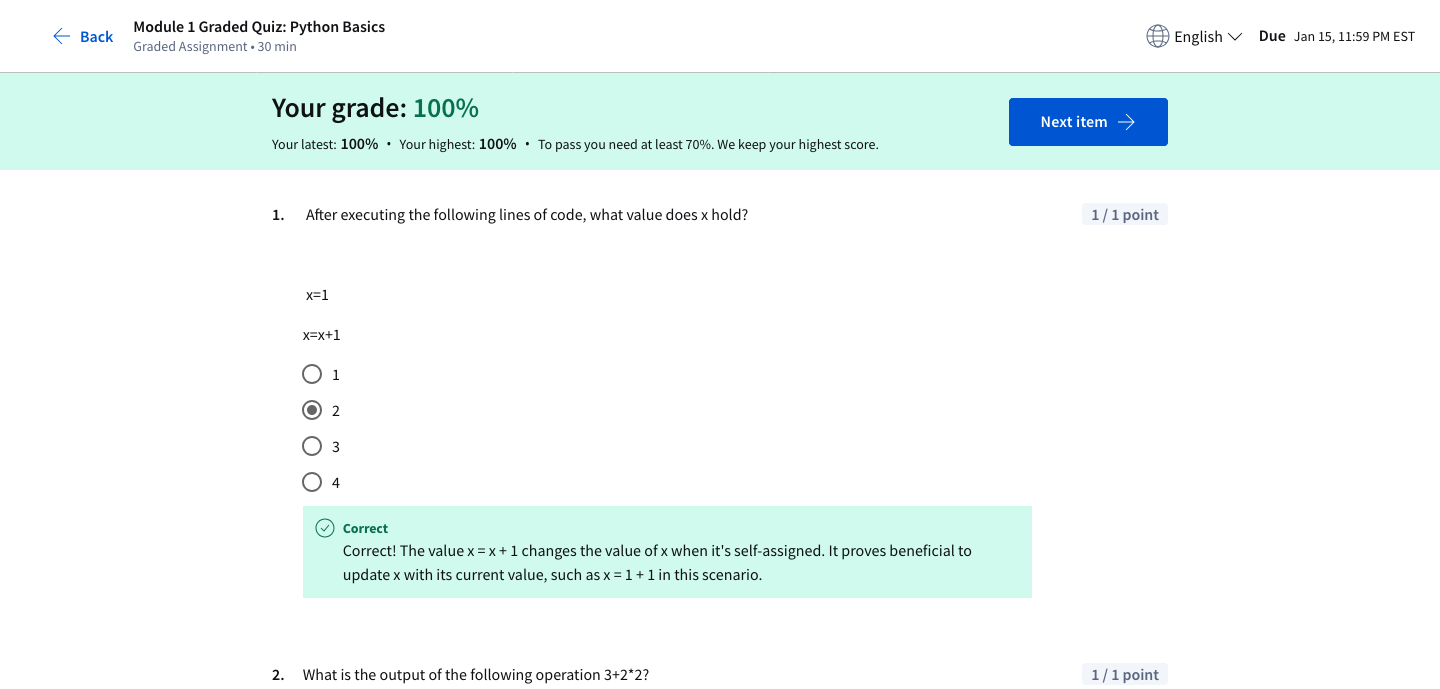 Back
Module 1 Graded Quiz: Python Basics
Graded Assignment • 30 min
English
Due Jan 15, 11:59 PM EST
Your grade: 100%
Your latest: 100% • Your highest: 100% • To pass you need at least 70%. We keep your highest score.
Next item
1. After executing the following lines of code, what value does x hold?
1 / 1 point
x=1
x=x+1
1
2
3
4
Correct
Correct! The value x = x + 1 changes the value of x when it's self-assigned. It proves beneficial to
update x with its current value, such as x = 1 + 1 in this scenario.
2. What is the output of the following operation 3+2*2?
1 / 1 point